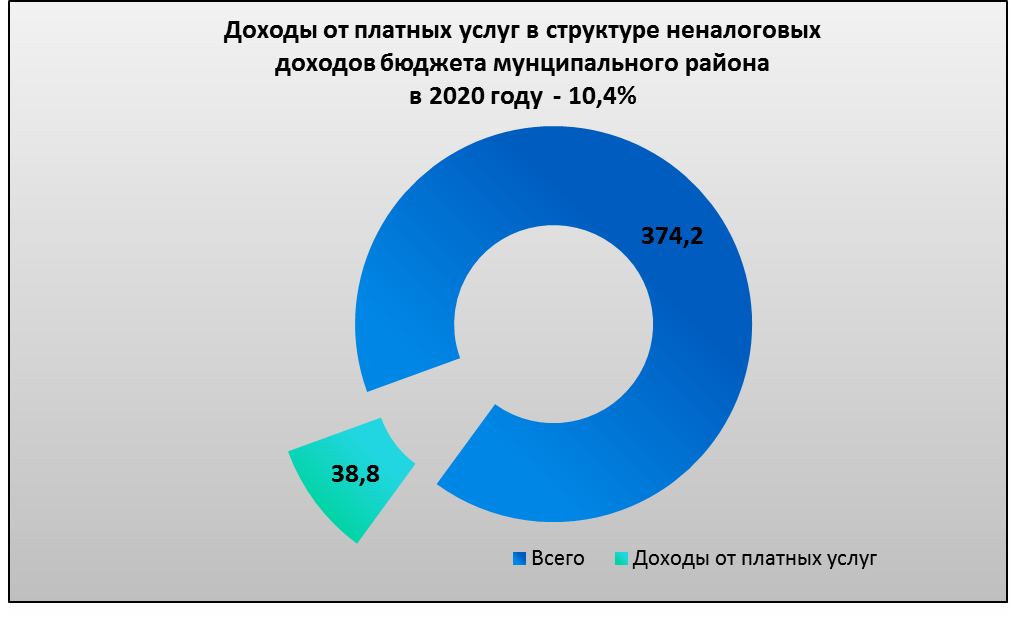 Доходы от платных услуг в структуре неналоговых
доходов бюджета мунципального района
в 2020 году - 10,4%
374,2
38,8
Всего
Доходы от платных услуг